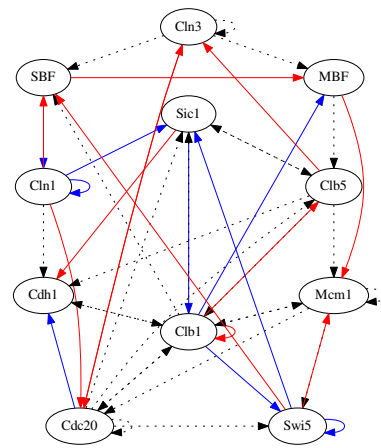 Cln3
SBF
MBF
Sic1
Cln1
Clb5
Cdh1
Mcm1
Clb1
Cdc20
Swi5